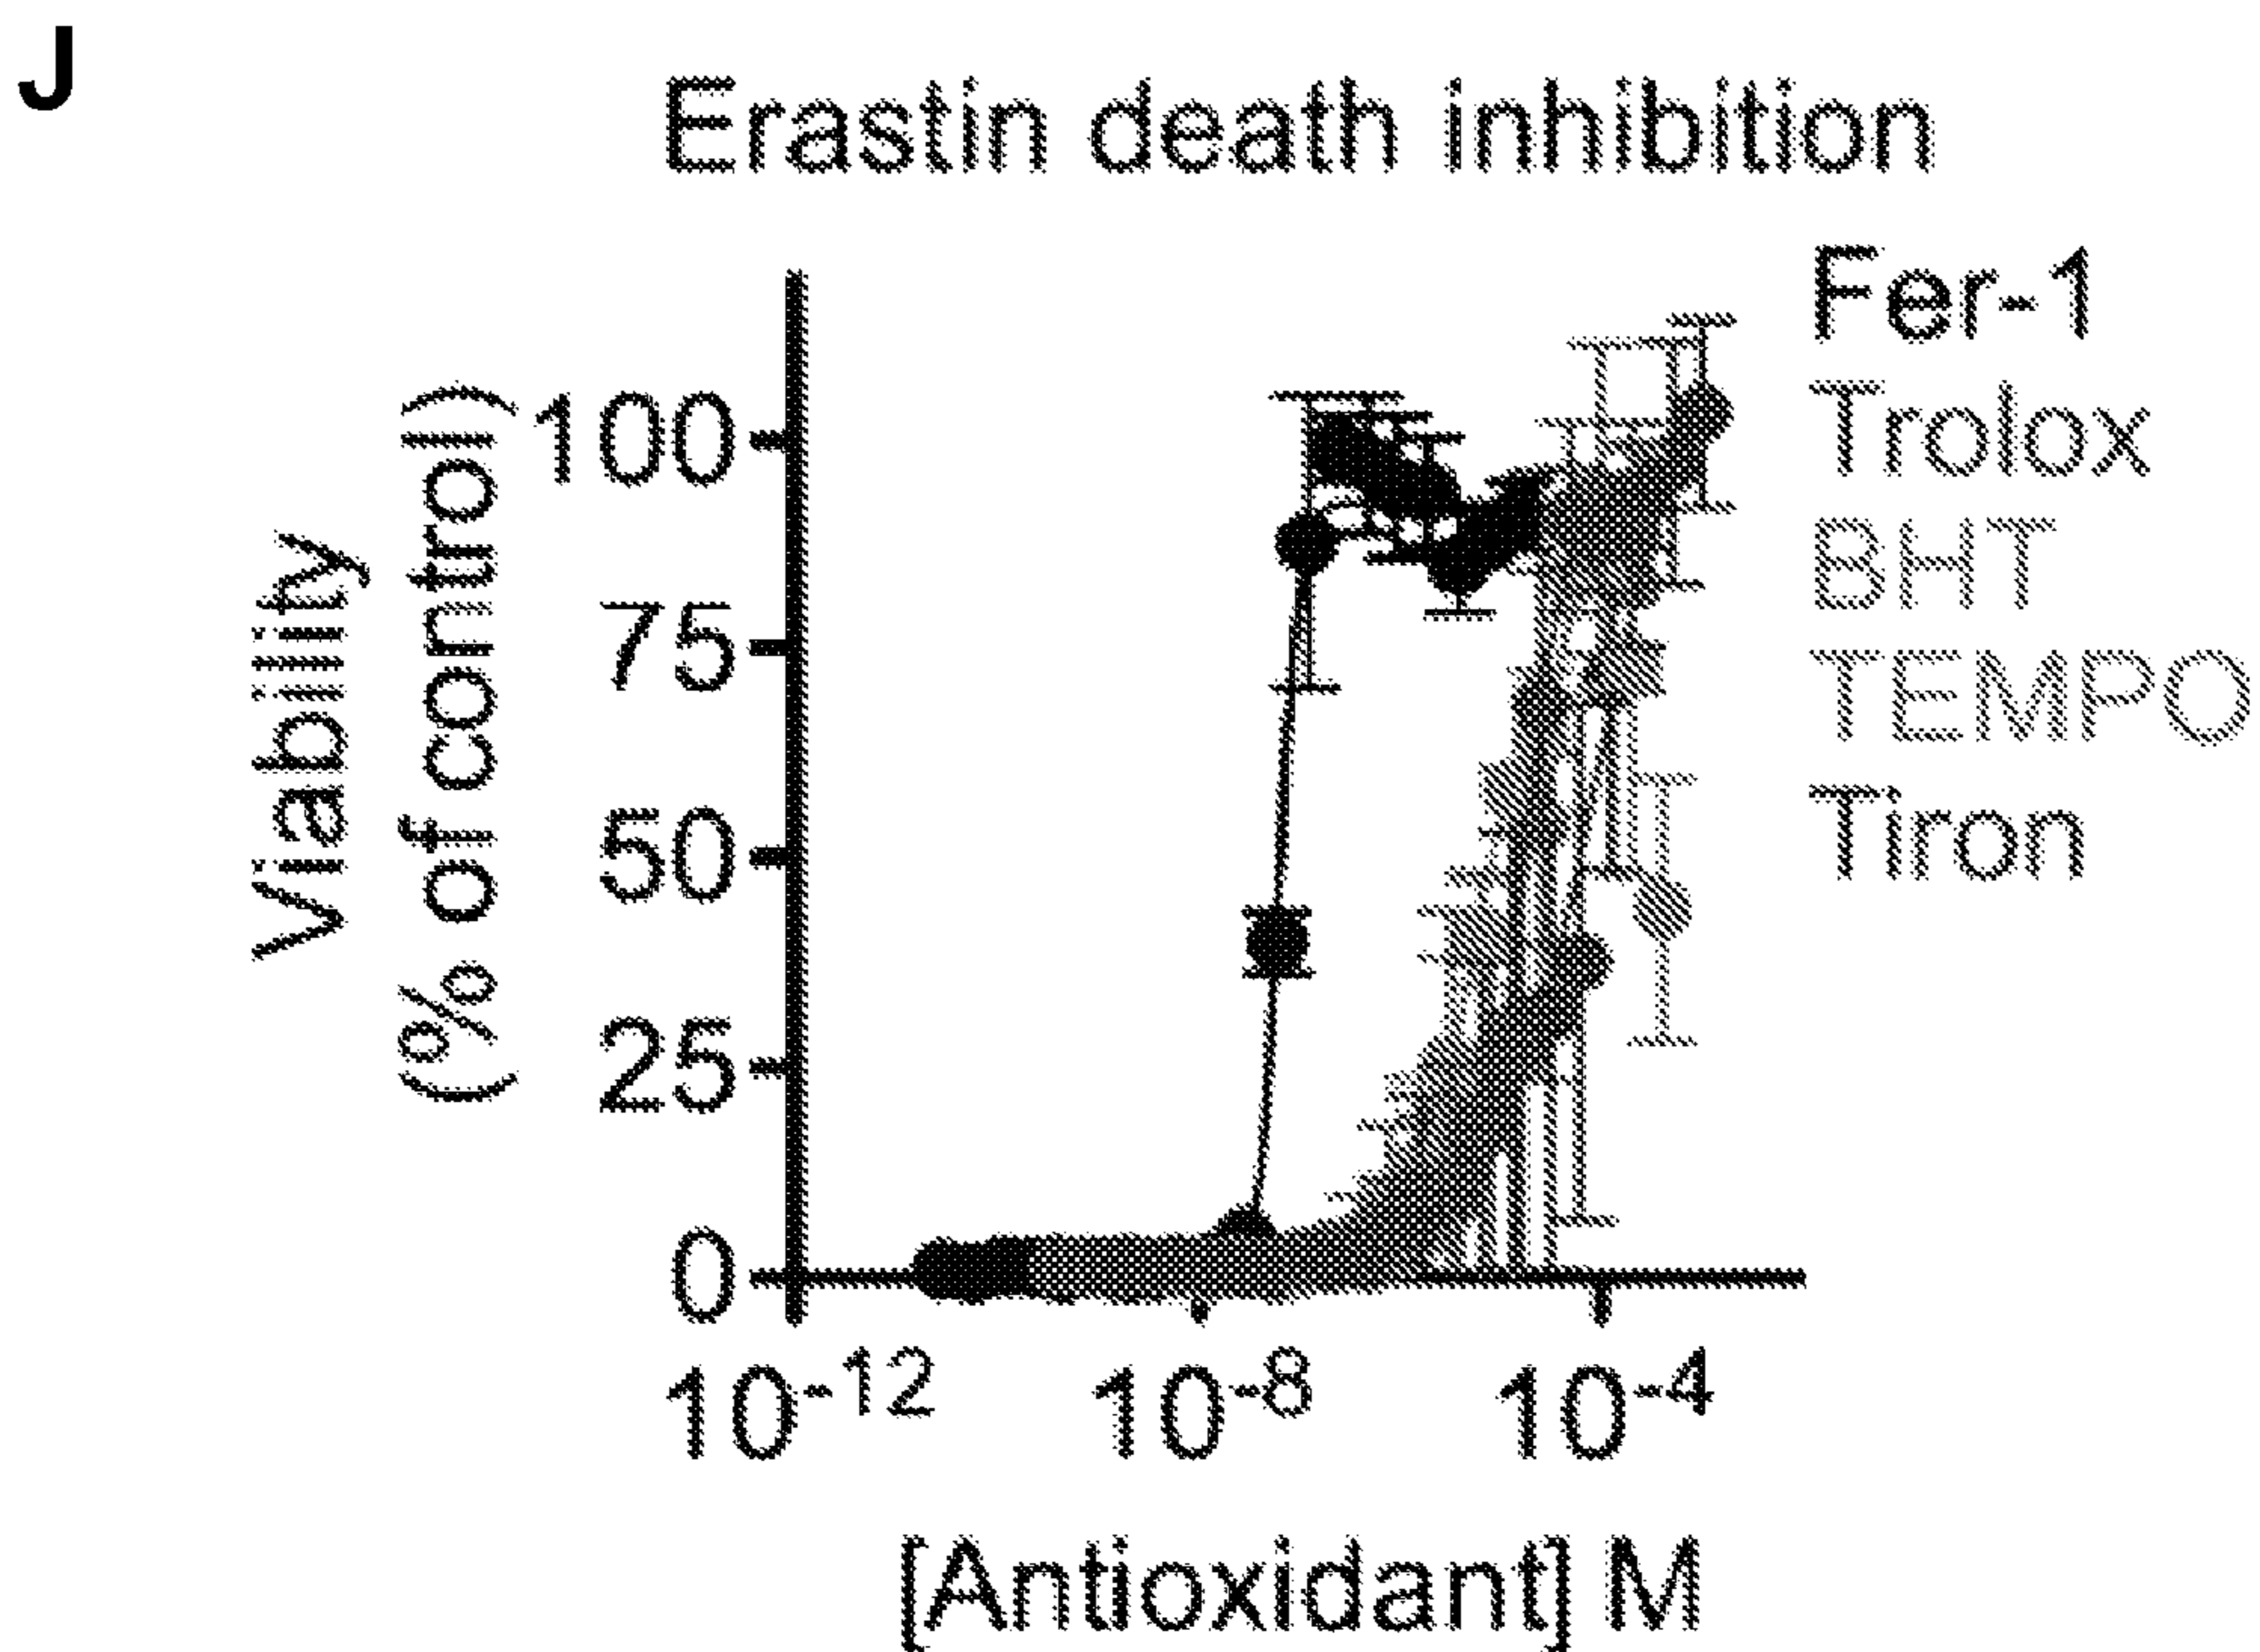 J
Erastin death inhibition
Viability
(% of control)
100
75
50
25
0
10⁻¹²
10⁻⁸
10⁻⁴
[Antioxidant] M
Fer-1
Trolox
BHT
TEMPO
Tiron